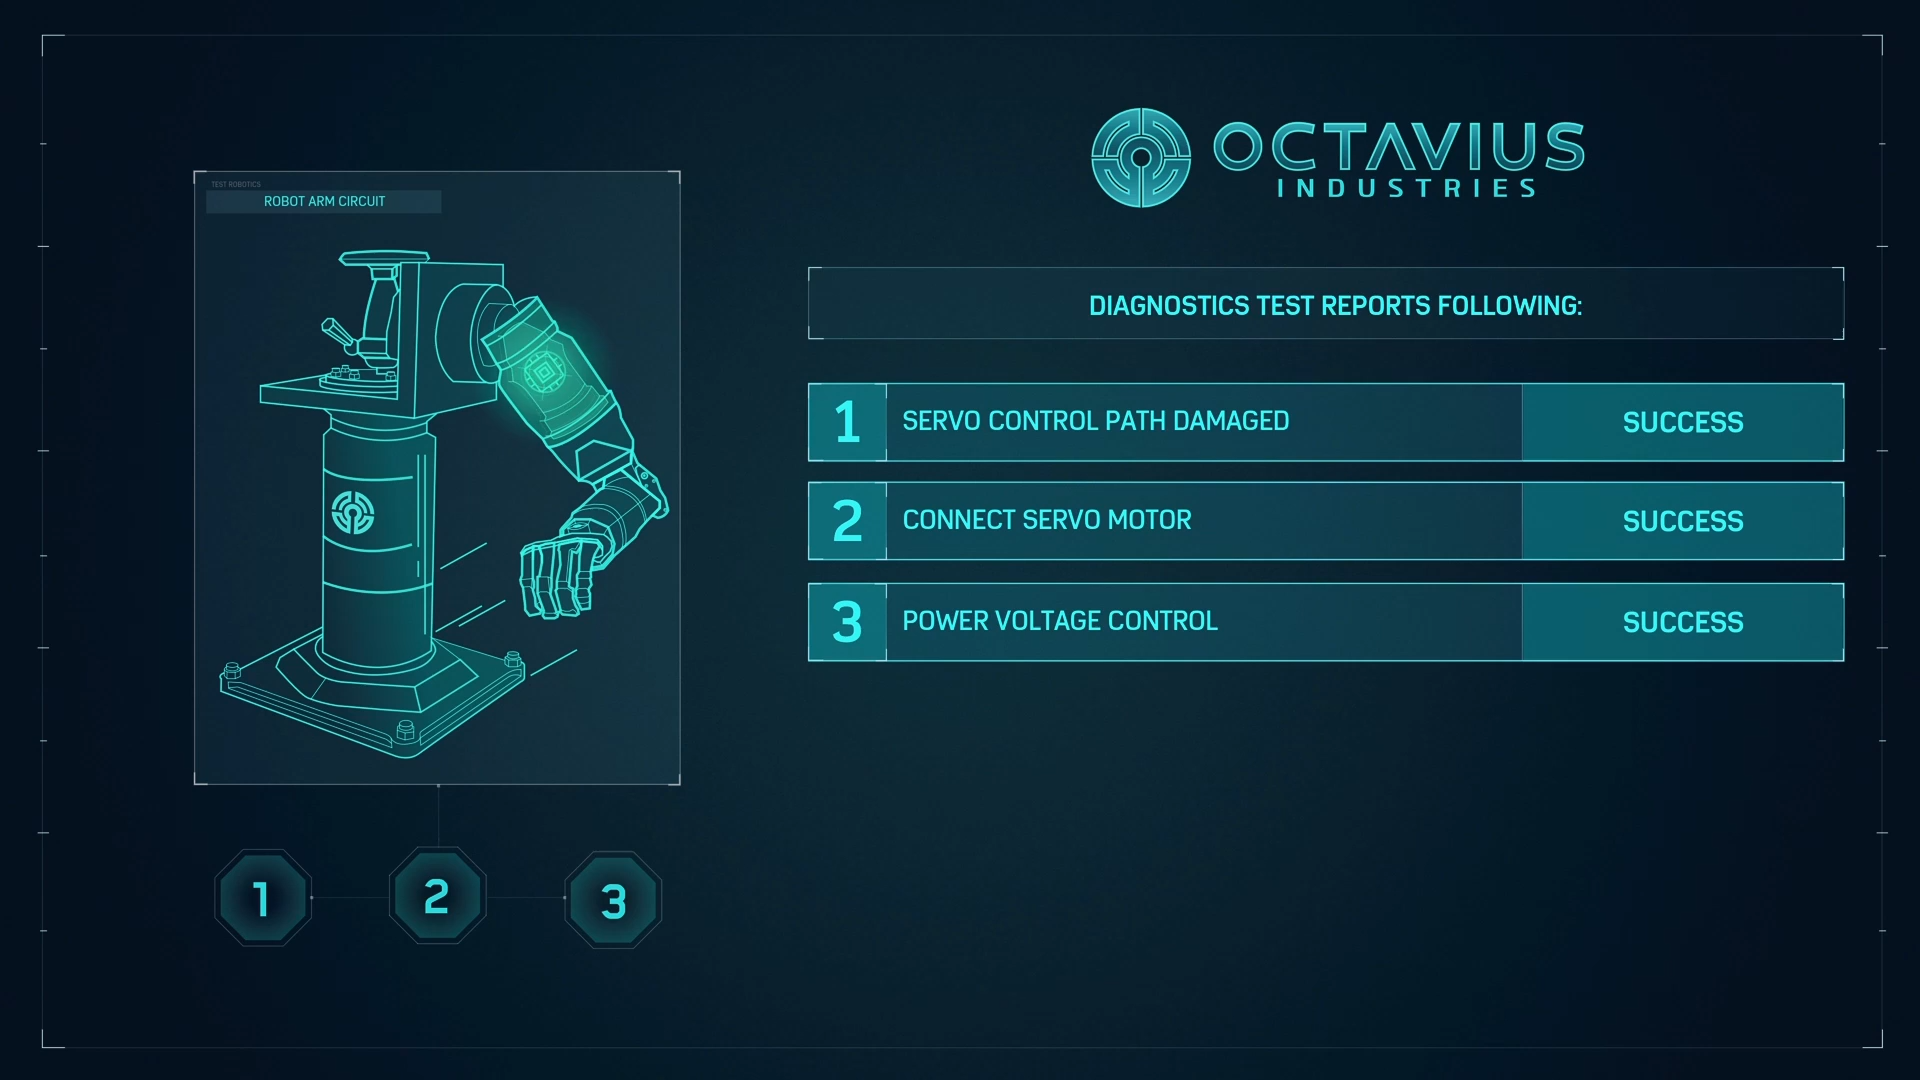 OCTAVIUS
INDUSTRIES
TEST ROBOTICS
ROBOT ARM CIRCUIT
DIAGNOSTICS TEST REPORTS FOLLOWING:
1 SERVO CONTROL PATH DAMAGED SUCCESS
2 CONNECT SERVO MOTOR SUCCESS
3 POWER VOLTAGE CONTROL SUCCESS
1 2 3